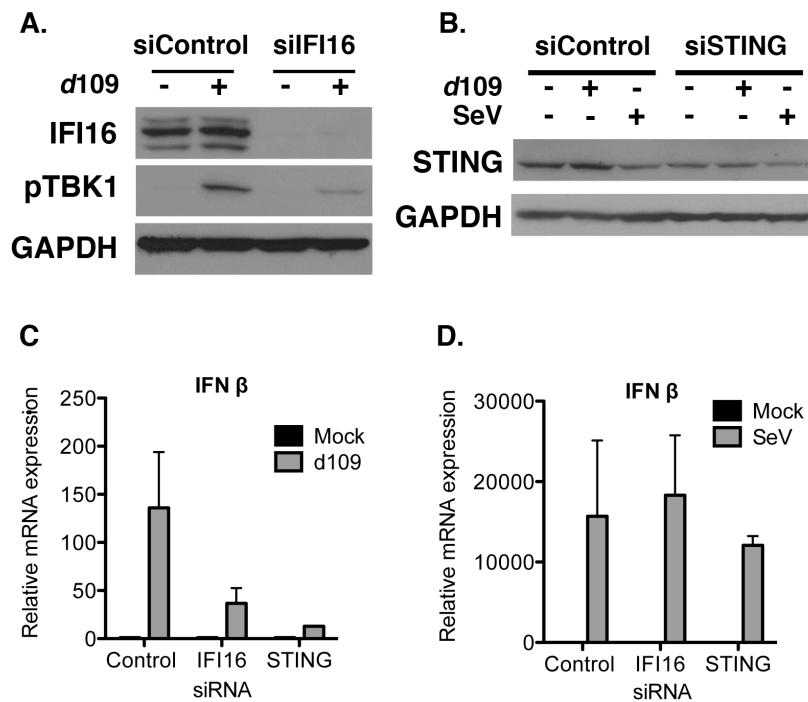 A.
siControl siIFI16
d109 - + - +
IFI16
pTBK1
GAPDH
B.
siControl siSTING
d109 - + - - + -
SeV - - + - - +
STING
GAPDH
C
IFN β
Relative mRNA expression
250
200
150
100
50
0
Mock
d109
Control IFI16 STING
siRNA
D.
IFN β
Relative mRNA expression
30000
20000
10000
0
Mock
SeV
Control IFI16 STING
siRNA